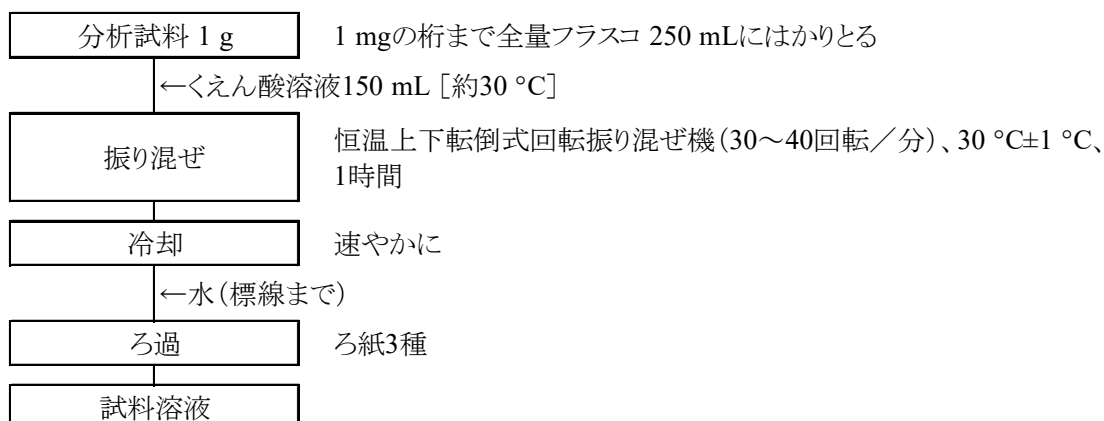 分析試料 1 g
1 mgの桁まで全量フラスコ 250 mLにはかりとる
←くえん酸溶液150 mL［約30 °C］
振り混ぜ
恒温上下転倒式回転振り混ぜ機（30～40回転／分）、30 °C±1 °C、
1時間
冷却
速やかに
←水（標線まで）
ろ過
ろ紙3種
試料溶液